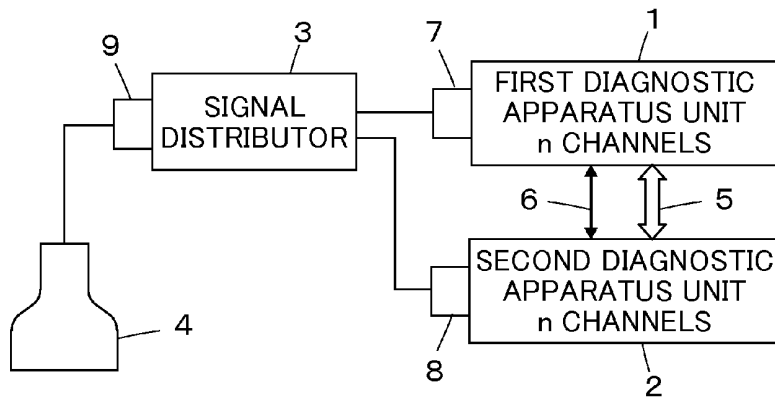 9
3
7
1
SIGNAL
DISTRIBUTOR
FIRST DIAGNOSTIC
APPARATUS UNIT
n CHANNELS
6
5
SECOND DIAGNOSTIC
APPARATUS UNIT
n CHANNELS
4
8
2